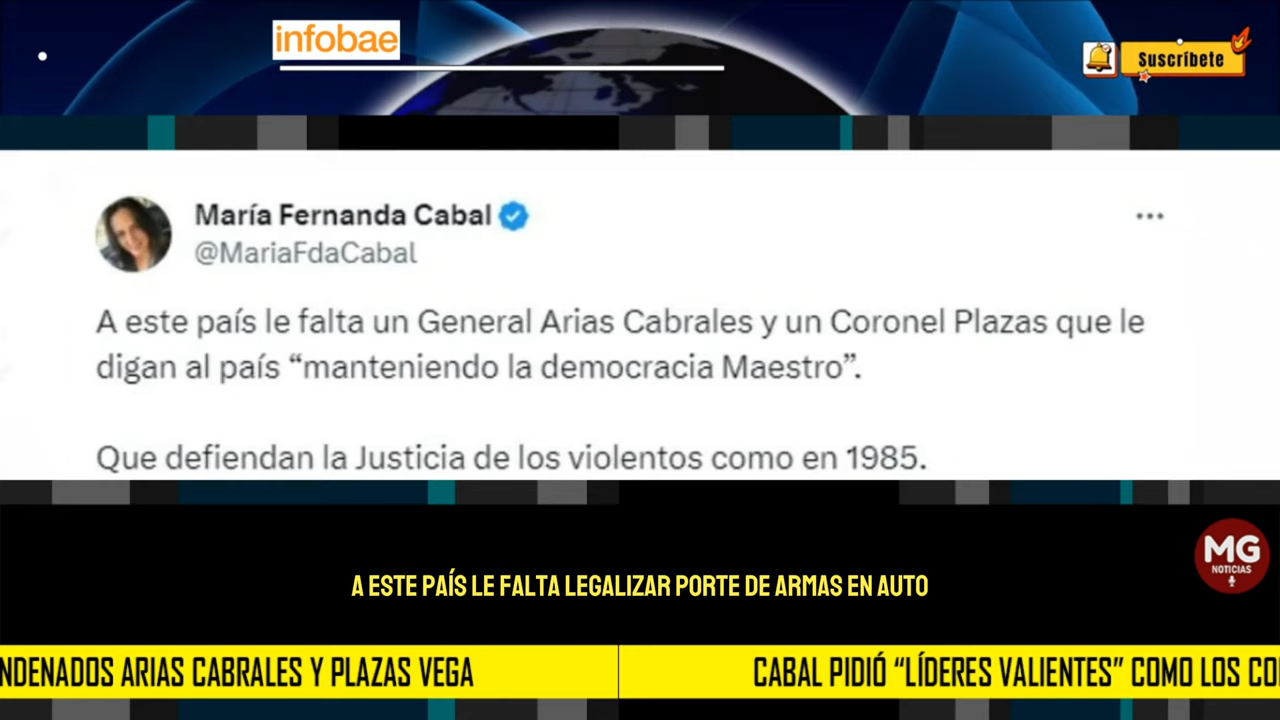 infobae
Suscríbete
María Fernanda Cabal
@MariaFdaCabal
A este país le falta un General Arias Cabrales y un Coronel Plazas que le
digan al país “manteniendo la democracia Maestro”.
Que defiendan la Justicia de los violentos como en 1985.
MG
NOTICIAS
A ESTE PAÍS LE FALTA LEGALIZAR PORTE DE ARMAS EN AUTO
NDENADOS ARIAS CABRALES Y PLAZAS VEGA
CABAL PIDIÓ “LÍDERES VALIENTES” COMO LOS CO